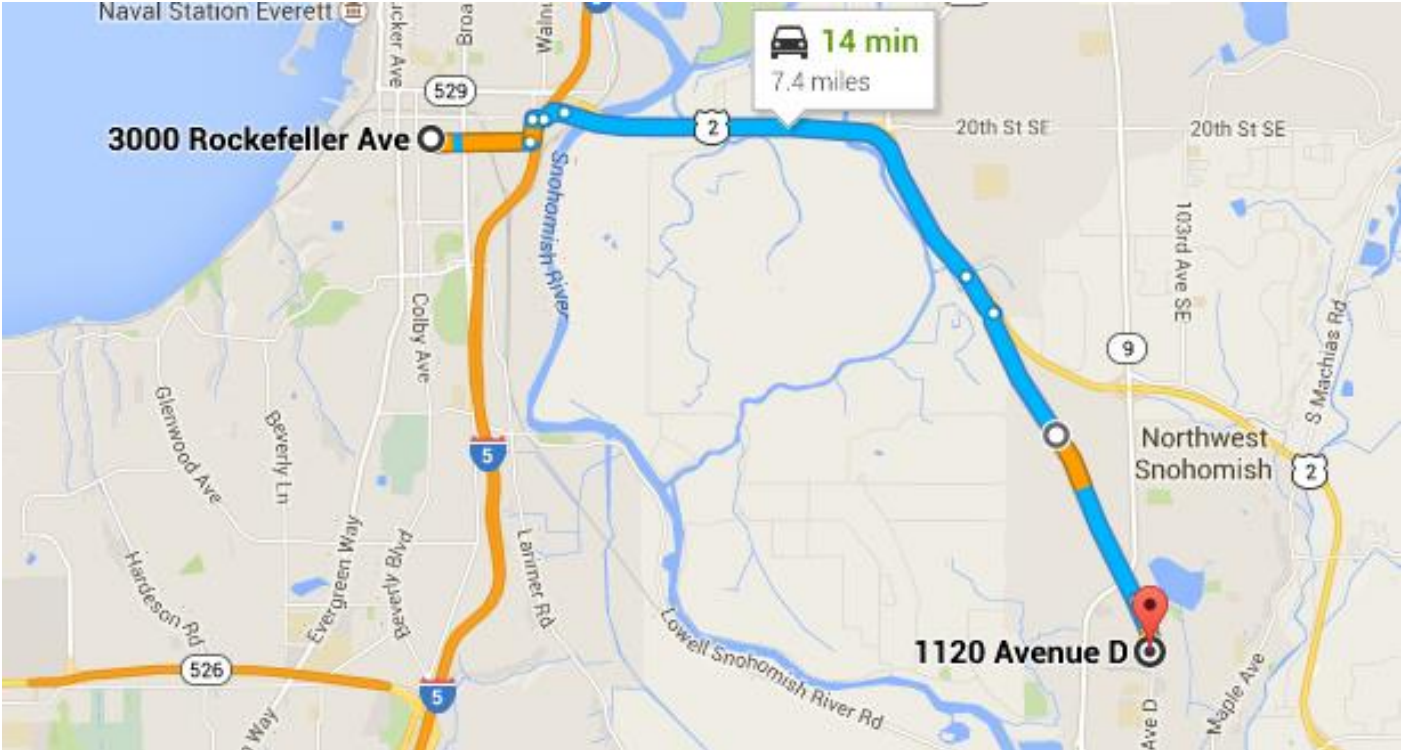 Naval Station Everett
ucker Ave
Broa
Walnu
529
14 min
7.4 miles
3000 Rockefeller Ave
2
20th St SE
20th St SE
Snohomish River
103rd Ave SE
Colby Ave
9
S Machias Rd
Glenwood Ave
Beverly Ln
5
Northwest
Snohomish
2
Evergreen Way
Beverly Blvd
Larimer Rd
Hardeson Rd
Lowell Snohomish River Rd
1120 Avenue D
526
5
Maple Ave
Ave D
n Way